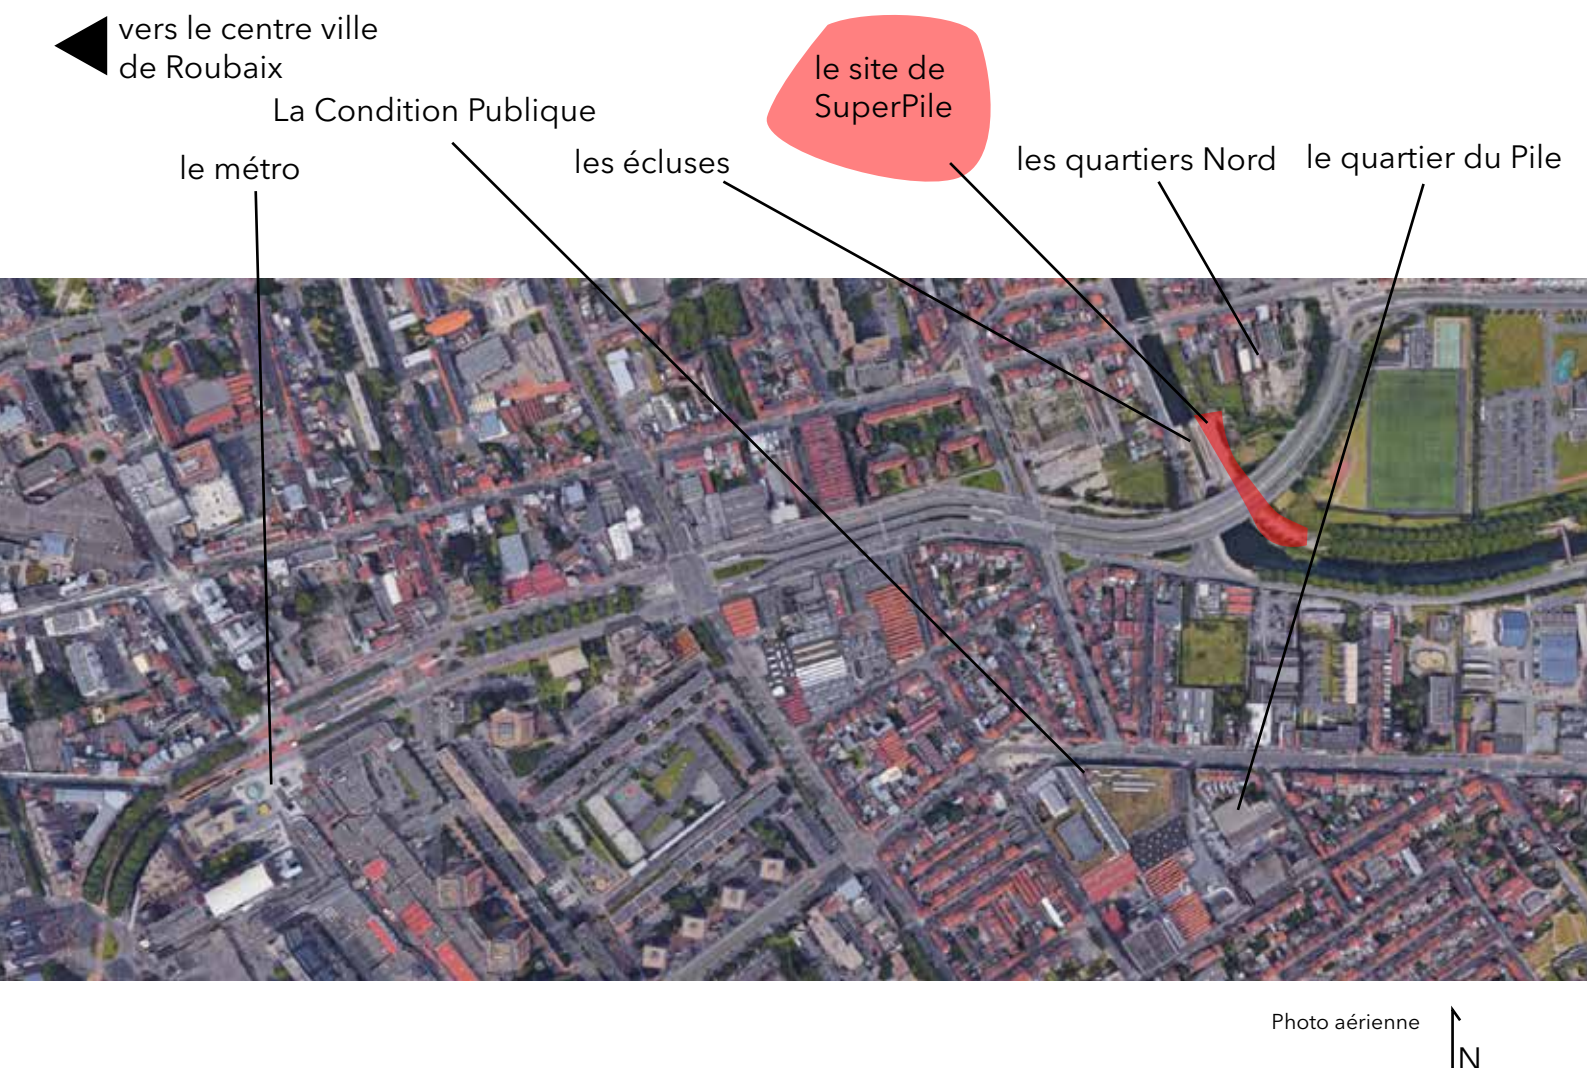 vers le centre ville
de Roubaix
La Condition Publique
le métro
les écluses
le site de
SuperPile
les quartiers Nord
le quartier du Pile
Photo aérienne
N